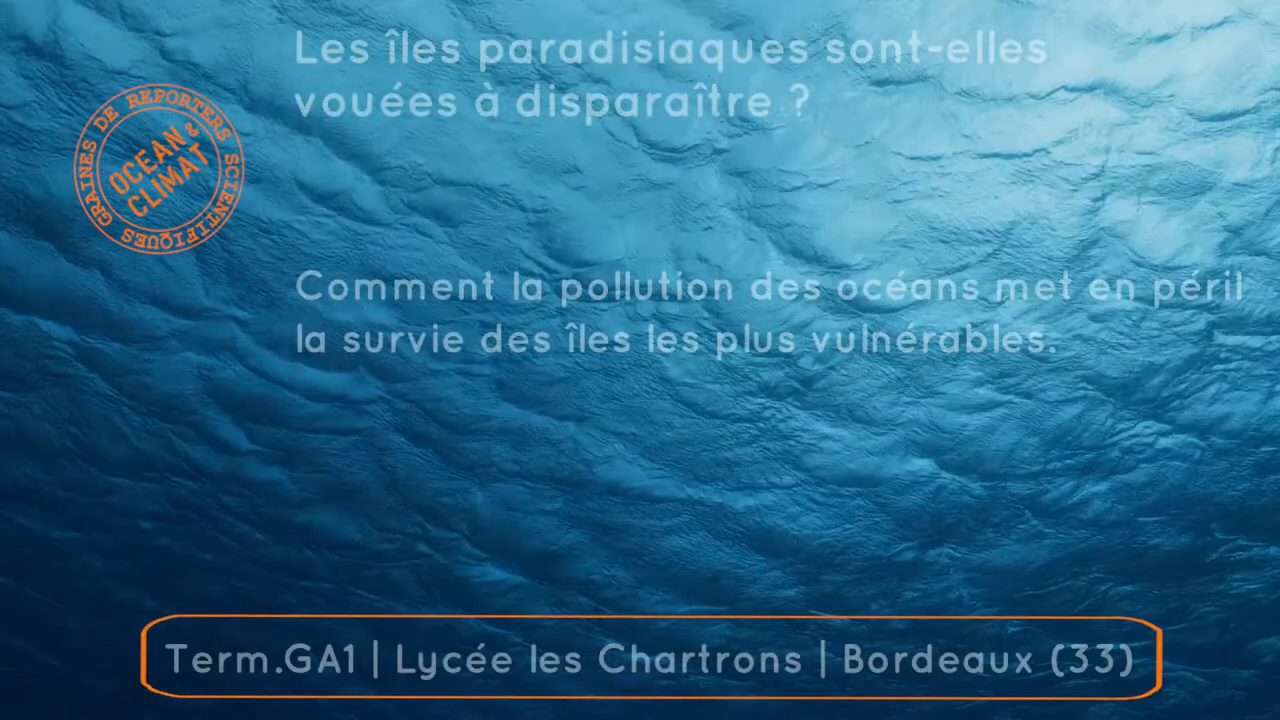 Les îles paradisiaques sont-elles
vouées à disparaître ?
GRAINES DE REPORTERS SCIENTIFIQUES
OCEAN &
CLIMAT
Comment la pollution des océans met en péril
la survie des îles les plus vulnérables.
Term.GA1 | Lycée les Chartrons | Bordeaux (33)